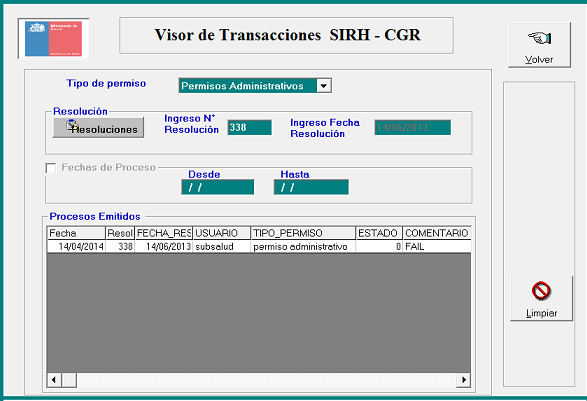 Visor de Transacciones SIRH - CGR
Volver
Tipo de permiso
Permisos Administrativos
Resolución
Resoluciones
Ingreso N°
Resolución
338
Ingreso Fecha
Resolución
14/06/2013
Fechas de Proceso
Desde
Hasta
/ /
/ /
Procesos Emitidos
Fecha Resol FECHA_RES USUARIO TIPO_PERMISO ESTADO COMENTARIO
14/04/2014 338 14/06/2013 subsalud permiso administrativo 0 FAIL
Limpiar